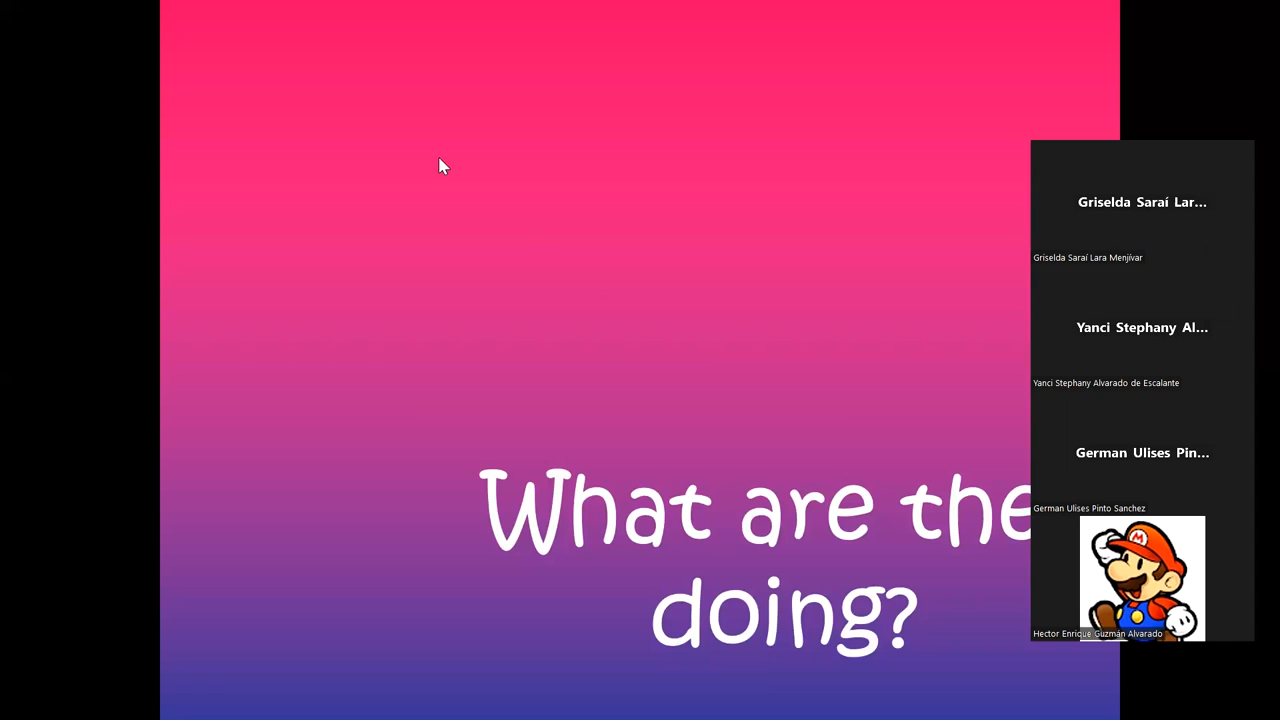 What are the
doing?
Griselda Saraí Lar...
Griselda Saraí Lara Menjívar
Yanci Stephany Al...
Yanci Stephany Alvarado de Escalante
German Ulises Pin...
German Ulises Pinto Sanchez
M
Hector Enrique Guzmán Alvarado